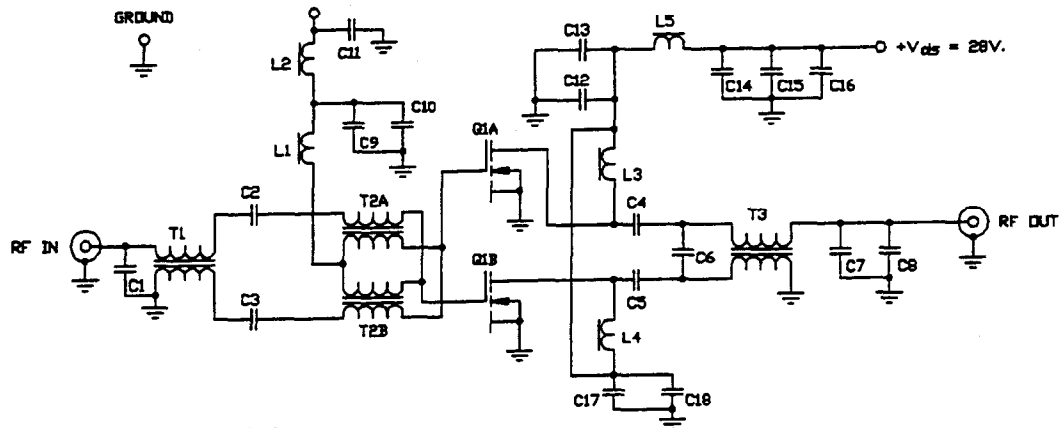 GROUND
C11
L2
C13
L5
+Vds = 28V.
C12
C14
C15
C16
C10
C9
L1
Q1A
L3
C2
T2A
C4
T3
RF IN
T1
C6
RF OUT
C1
C7
C8
C3
Q1B
C5
T2B
L4
C17
C18